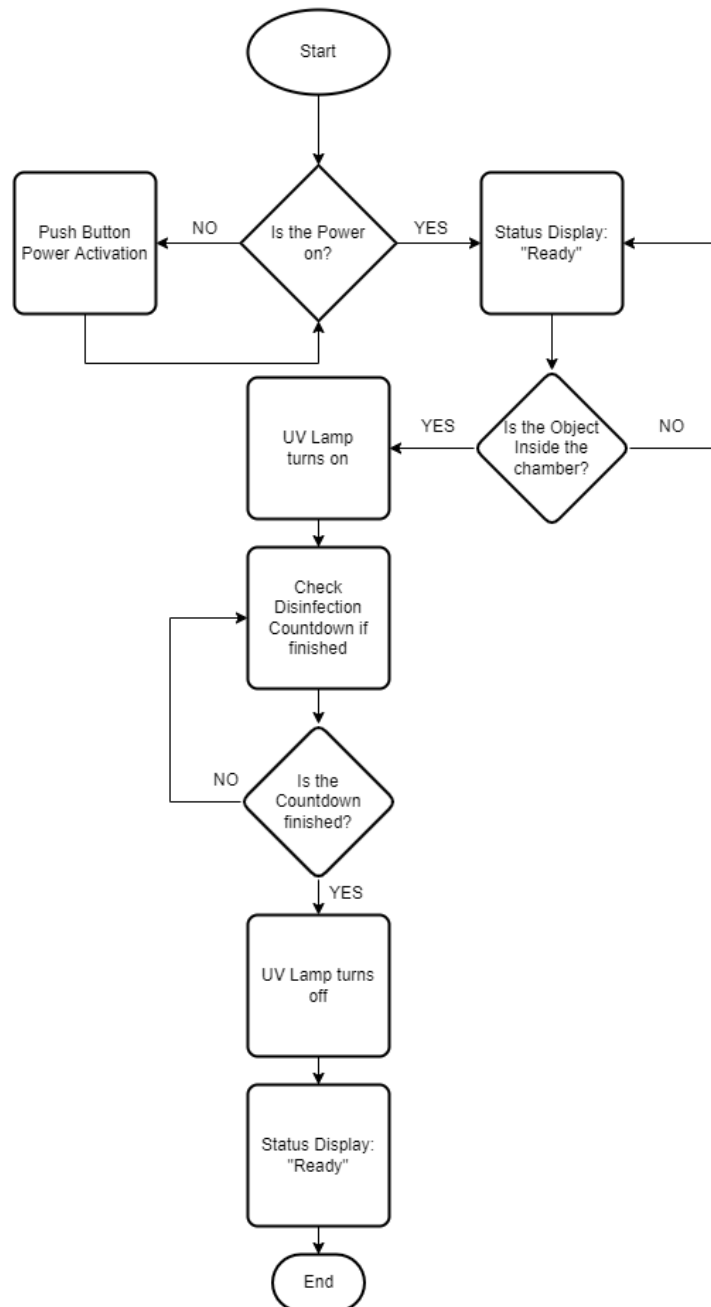 Start
Push Button
Power Activation
NO
Is the Power
on?
YES
Status Display:
"Ready"
UV Lamp
turns on
YES
Is the Object
Inside the
chamber?
NO
Check
Disinfection
Countdown if
finished
NO
Is the
Countdown
finished?
YES
UV Lamp turns
off
Status Display:
"Ready"
End